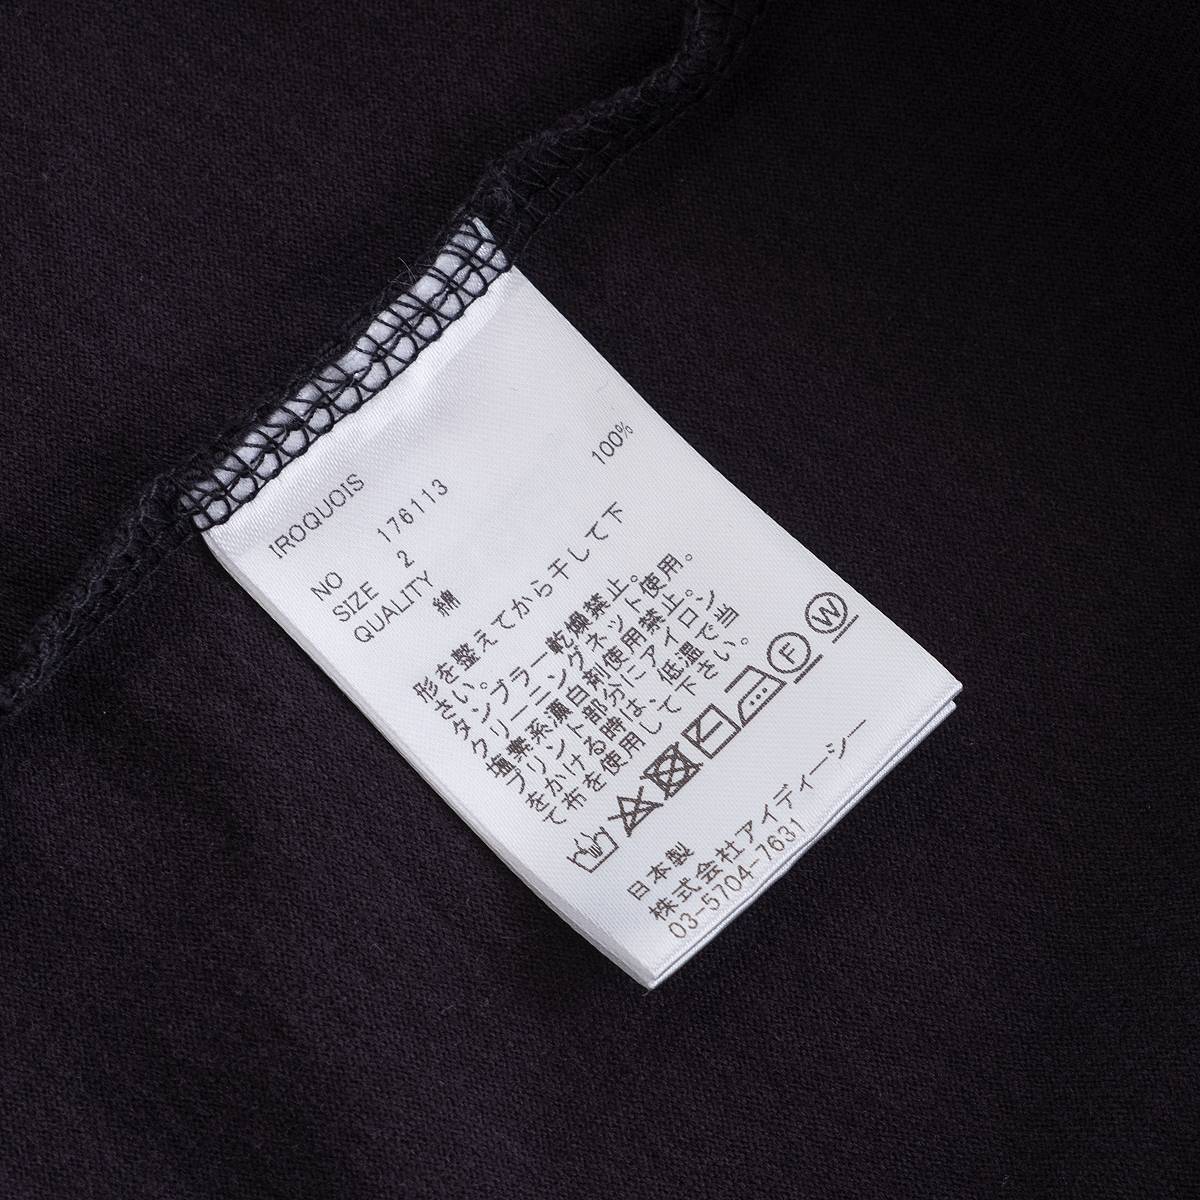 IROQUOIS
NO 176113
SIZE 2
QUALITY
綿 100%
形を整えてから干して下
さい。
タンブラー乾燥禁止。
クリーニングネット使用。
塩素系漂白剤使用禁止。
プリント部分にアイロン
をかける時は、低温で当
て布を使用して下さい。
F W
日本製
株式会社アイディーシー
03-5704-7631